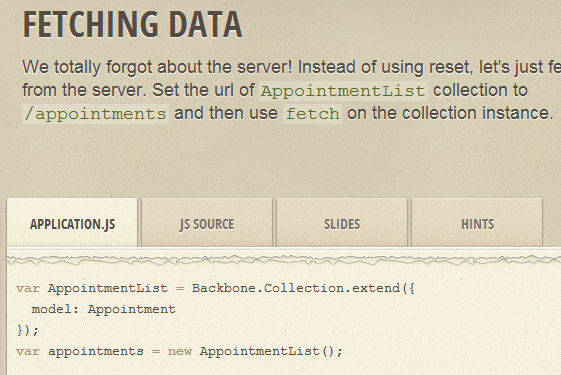 FETCHING DATA
We totally forgot about the server! Instead of using reset, let's just fe
from the server. Set the url of AppointmentList collection to
/appointments and then use fetch on the collection instance.
APPLICATION.JS JS SOURCE SLIDES HINTS
var AppointmentList = Backbone.Collection.extend({
  model: Appointment
});
var appointments = new AppointmentList();